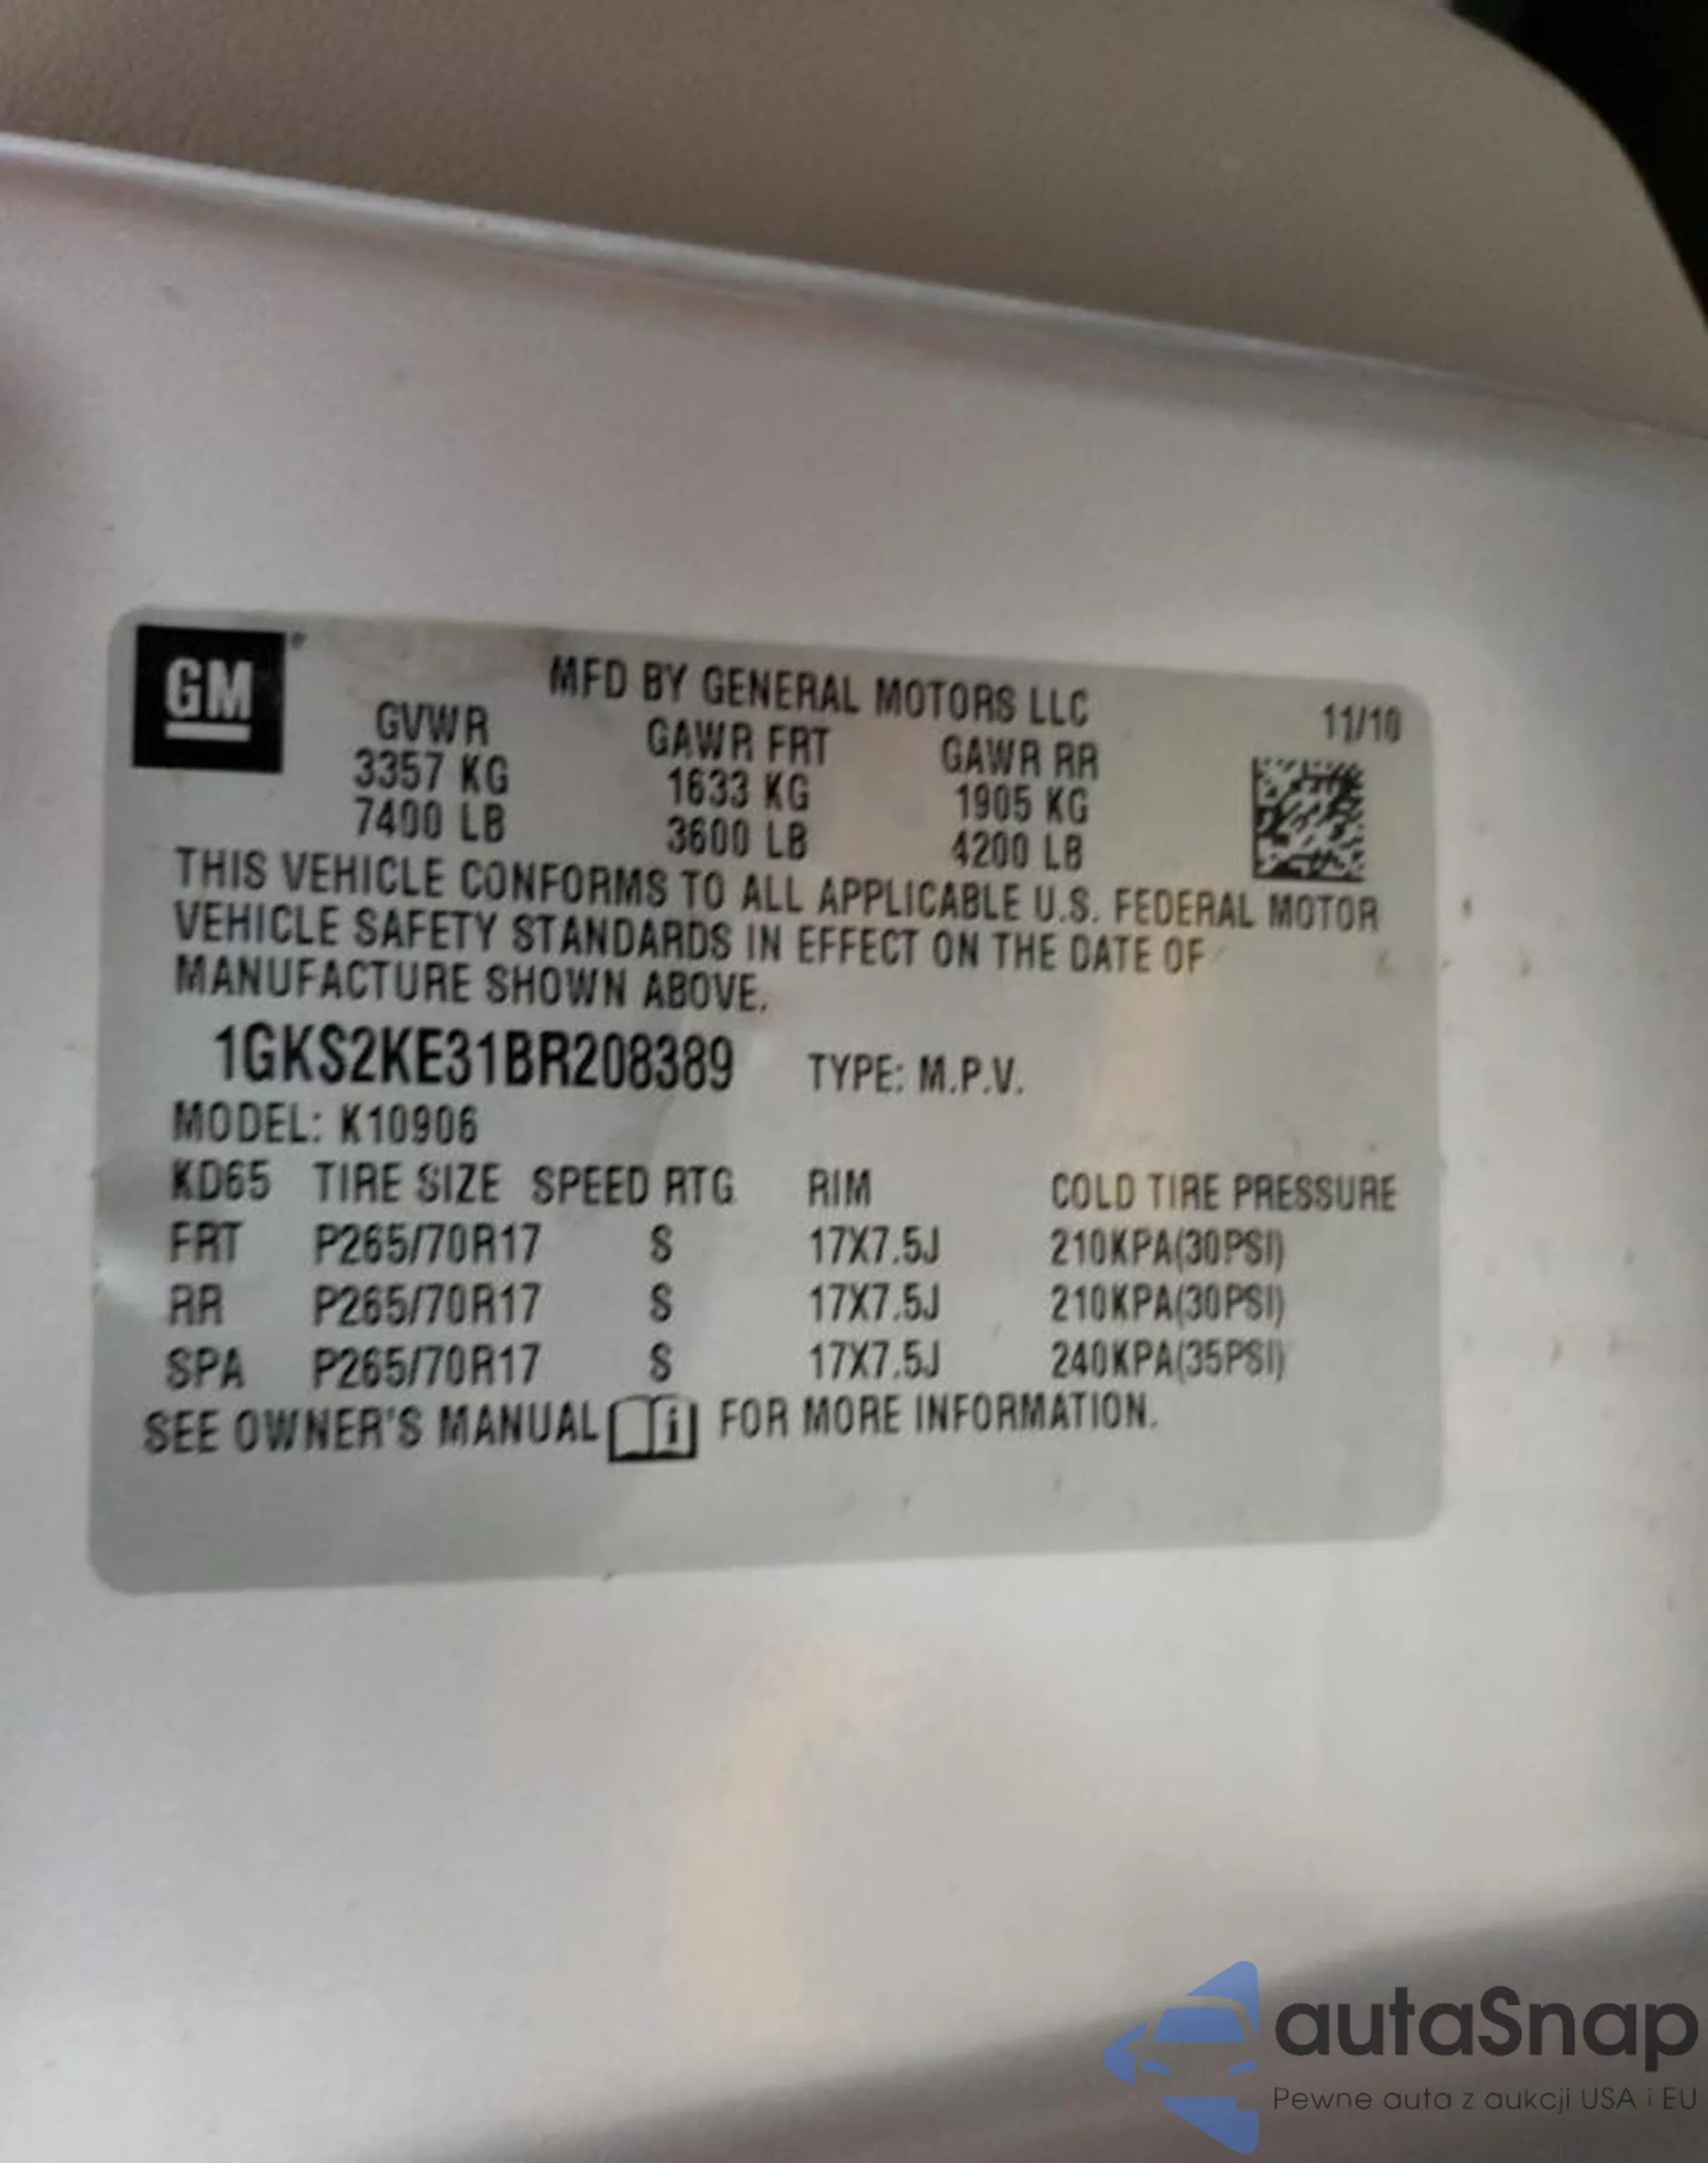 GM
MFD BY GENERAL MOTORS LLC
11/10
GVWR GAWR FRT GAWR RR
3357 KG 1633 KG 1905 KG
7400 LB 3600 LB 4200 LB
THIS VEHICLE CONFORMS TO ALL APPLICABLE U.S. FEDERAL MOTOR
VEHICLE SAFETY STANDARDS IN EFFECT ON THE DATE OF
MANUFACTURE SHOWN ABOVE.
1GKS2KE31BR208389 TYPE: M.P.V.
MODEL: K10906
KD65 TIRE SIZE SPEED RTG RIM COLD TIRE PRESSURE
FRT P265/70R17 S 17X7.5J 210KPA(30PSI)
RR P265/70R17 S 17X7.5J 210KPA(30PSI)
SPA P265/70R17 S 17X7.5J 240KPA(35PSI)
SEE OWNER'S MANUAL i FOR MORE INFORMATION.
autaSnap
Pewne auta z aukcji USA i EU